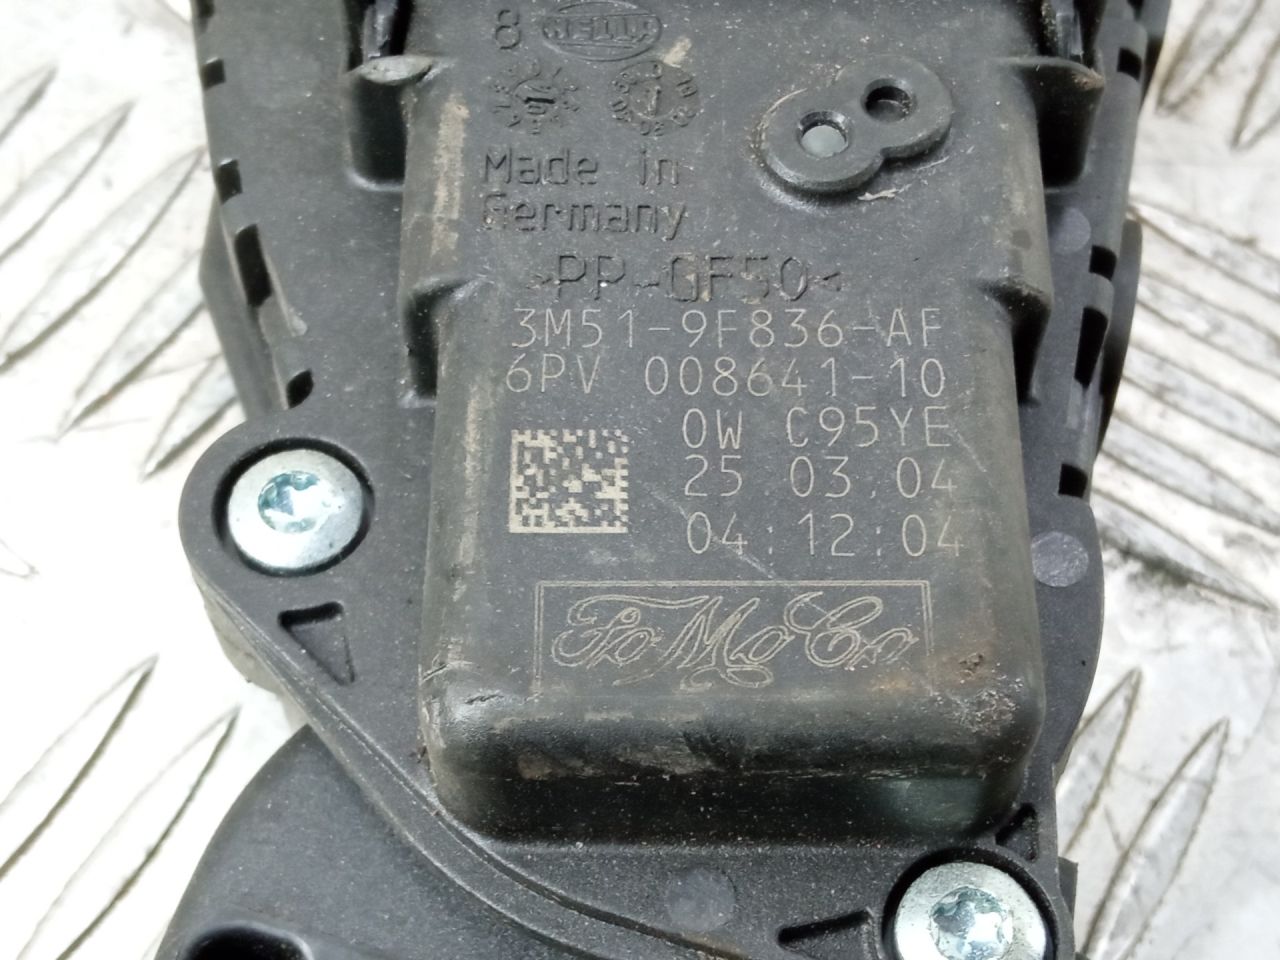 8 HELLA
Made in
Germany
>PP-GF50<
3M51-9F836-AF
6PV 008641-10
0W C95YE
25 03.04
04:12:04
FoMoCo